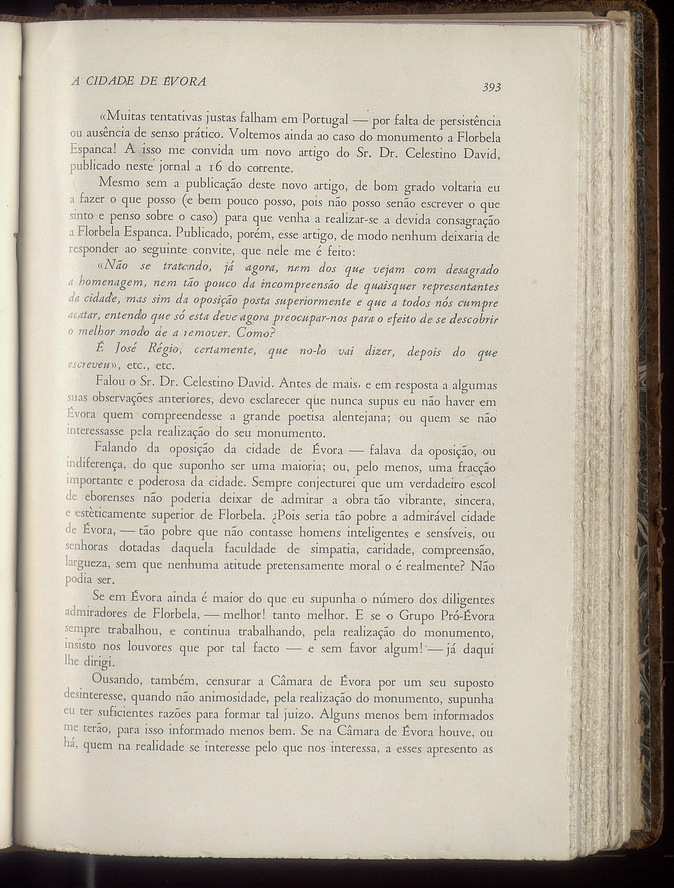 A CIDADE DE ÉVORA
393
«Muitas tentativas justas falham em Portugal — por falta de persistência
ou ausência de senso prático. Voltemos ainda ao caso do monumento a Florbela
Espanca! A isso me convida um novo artigo do Sr. Dr. Celestino David,
publicado neste jornal a 16 do corrente.
Mesmo sem a publicação deste novo artigo, de bom grado voltaria eu
a fazer o que posso (e bem pouco posso, pois não posso senão escrever o que
sinto e penso sobre o caso) para que venha a realizar-se a devida consagração
a Florbela Espanca. Publicado, porém, esse artigo, de modo nenhum deixaria de
responder ao seguinte convite, que nele me é feito:
«Não se tratando, já agora, nem dos que vejam com desagrado
a homenagem, nem tão pouco da incompreensão de quaisquer representantes
da cidade, mas sim da oposição posta superiormente e que a todos nós cumpre
acatar, entendo que só esta deve agora preocupar-nos para o efeito de se descobrir
o melhor modo de a remover. Como?
É José Régio, certamente, que no-lo vai dizer, depois do que
escreveu», etc., etc.
Falou o Sr. Dr. Celestino David. Antes de mais, e em resposta a algumas
suas observações anteriores, devo esclarecer que nunca supus eu não haver em
Évora quem compreendesse a grande poetisa alentejana; ou quem se não
interessasse pela realização do seu monumento.
Falando da oposição da cidade de Évora — falava da oposição, ou
indiferença, do que suponho ser uma maioria; ou, pelo menos, uma fracção
importante e poderosa da cidade. Sempre conjecturei que um verdadeiro escol
de eborenses não poderia deixar de admirar a obra tão vibrante, sincera,
e estèticamente superior de Florbela. ¿Pois seria tão pobre a admirável cidade
de Évora, — tão pobre que não contasse homens inteligentes e sensíveis, ou
senhoras dotadas daquela faculdade de simpatia, caridade, compreensão,
largueza, sem que nenhuma atitude pretensamente moral o é realmente? Não
podia ser.
Se em Évora ainda é maior do que eu supunha o número dos diligentes
admiradores de Florbela, — melhor! tanto melhor. E se o Grupo Pró-Évora
sempre trabalhou, e continua trabalhando, pela realização do monumento,
insisto nos louvores que por tal facto — e sem favor algum! — já daqui
lhe dirigi.
Ousando, também, censurar a Câmara de Évora por um seu suposto
desinteresse, quando não animosidade, pela realização do monumento, supunha
eu ter suficientes razões para formar tal juizo. Alguns menos bem informados
me terão, para isso informado menos bem. Se na Câmara de Évora houve, ou
há, quem na realidade se interesse pelo que nos interessa, a esses apresento as